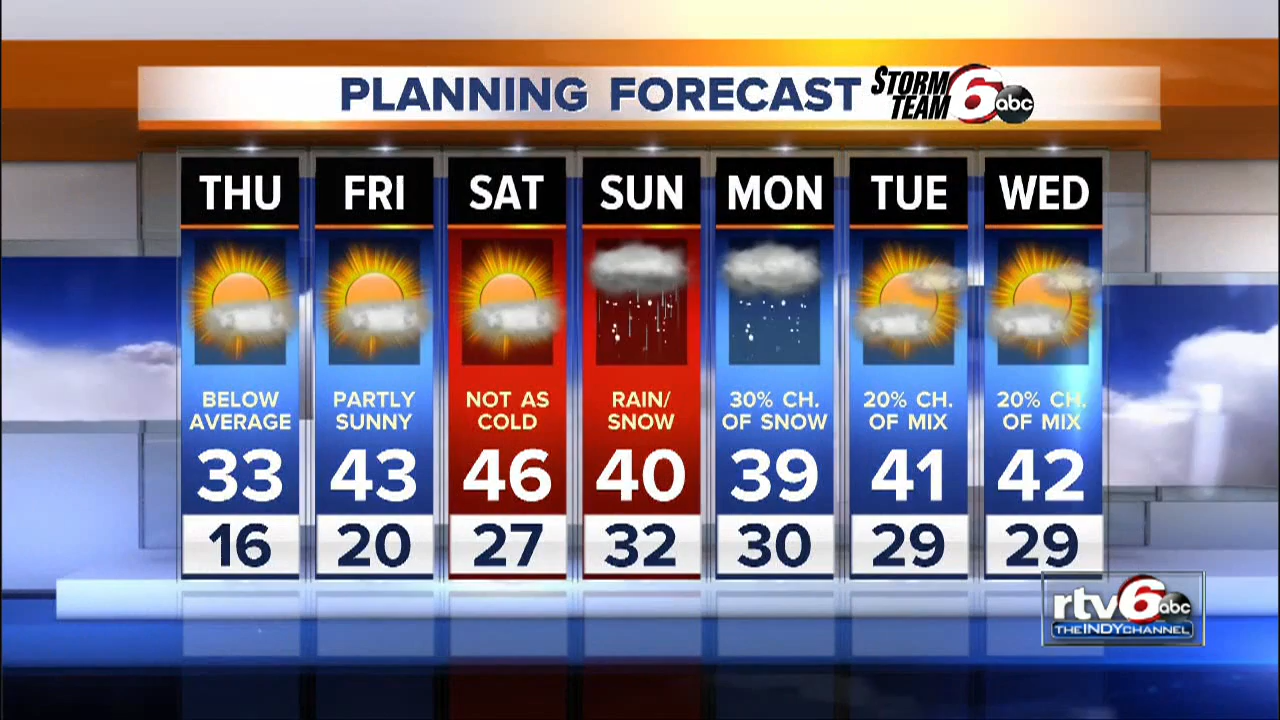 PLANNING FORECAST STORM TEAM 6 abc
THU FRI SAT SUN MON TUE WED
BELOW AVERAGE
PARTLY SUNNY
NOT AS COLD
RAIN/ SNOW
30% CH. OF SNOW
20% CH. OF MIX
20% CH. OF MIX
33 43 46 40 39 41 42
16 20 27 32 30 29 29
rtv6 abc
THE INDY CHANNEL